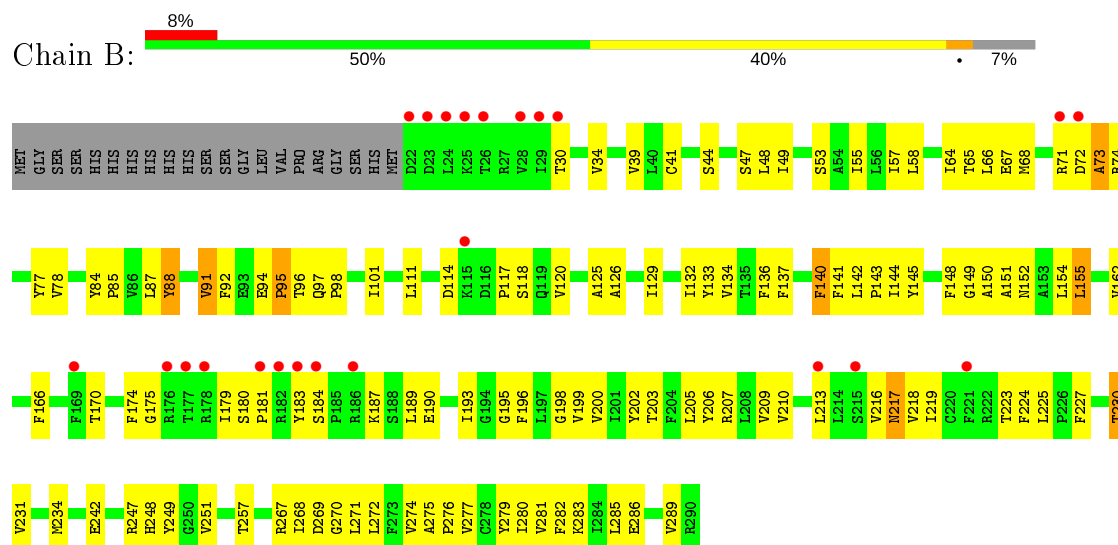 8%
Chain B:
50% 40% • 7%
MET GLY SER SER HIS HIS HIS HIS HIS HIS SER SER GLY LEU VAL PRO ARG GLY SER HIS MET D22 D23 L24 K25 T26 R27 V28 I29 T30 V34 V39 L40 C41 S44 S47 L48 I49 S53 A54 I55 L56 I57 L58 I64 T65 L66 E67 M68 R71 D72 A73 R74
Y77 V78 Y84 P85 V86 L87 Y88 V91 F92 E93 E94 P95 T96 Q97 P98 I101 L111 D114 K115 D116 P117 S118 Q119 V120 A125 A126 I129 I132 Y133 V134 T135 F136 F137 F140 F141 L142 P143 I144 Y145 F148 G149 A150 A151 N152 A153 L154 L155 V162
F166 F169 T170 F174 G175 R176 T177 R178 I179 S180 P181 R182 Y183 S184 P185 R186 K187 S188 L189 E190 I193 G194 G195 F196 L197 G198 V199 V200 I201 Y202 T203 F204 L205 Y206 R207 L208 V209 V210 L213 L214 S215 V216 N217 V218 I219 C220 F221 R222 T223 F224 L225 P226 F227 T230
V231 M234 E242 R247 H248 Y249 G250 V251 T257 R267 I268 D269 G270 L271 L272 F273 V274 A275 P276 V277 C278 Y279 I280 V281 F282 K283 I284 L285 E286 V289 R290